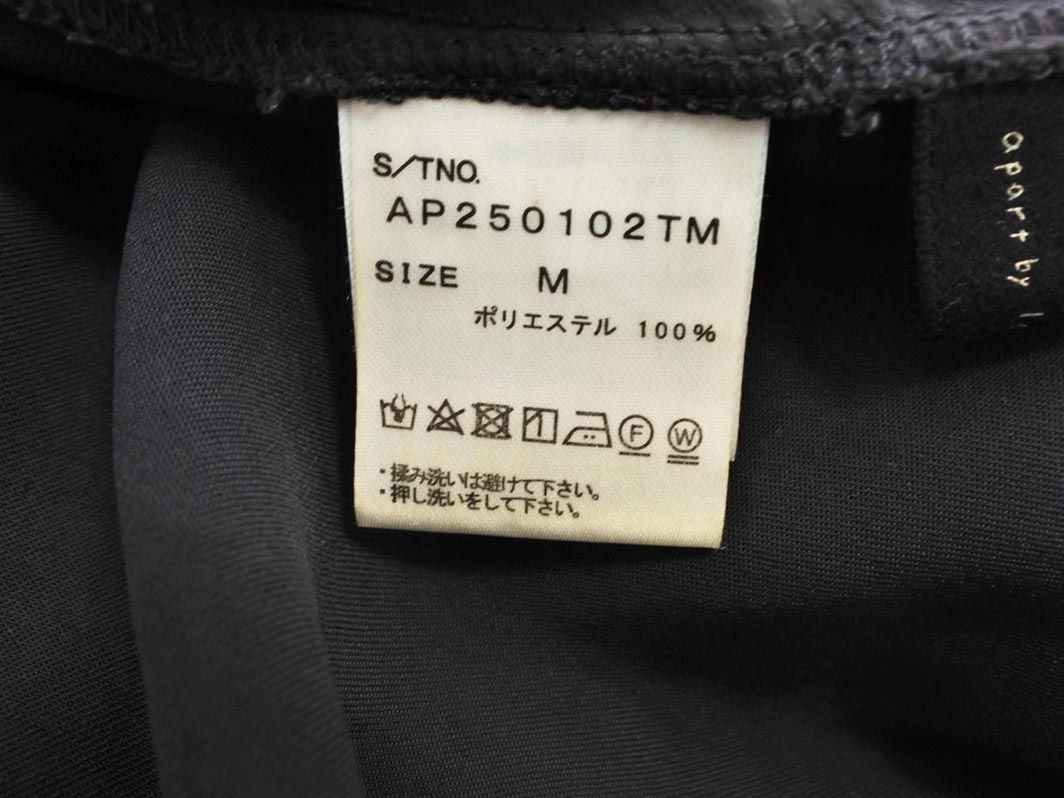 S/TNO.
AP250102TM
SIZE M
ポリエステル 100%
F W
・揉み洗いは避けて下さい。
・押し洗いをして下さい。
apart by